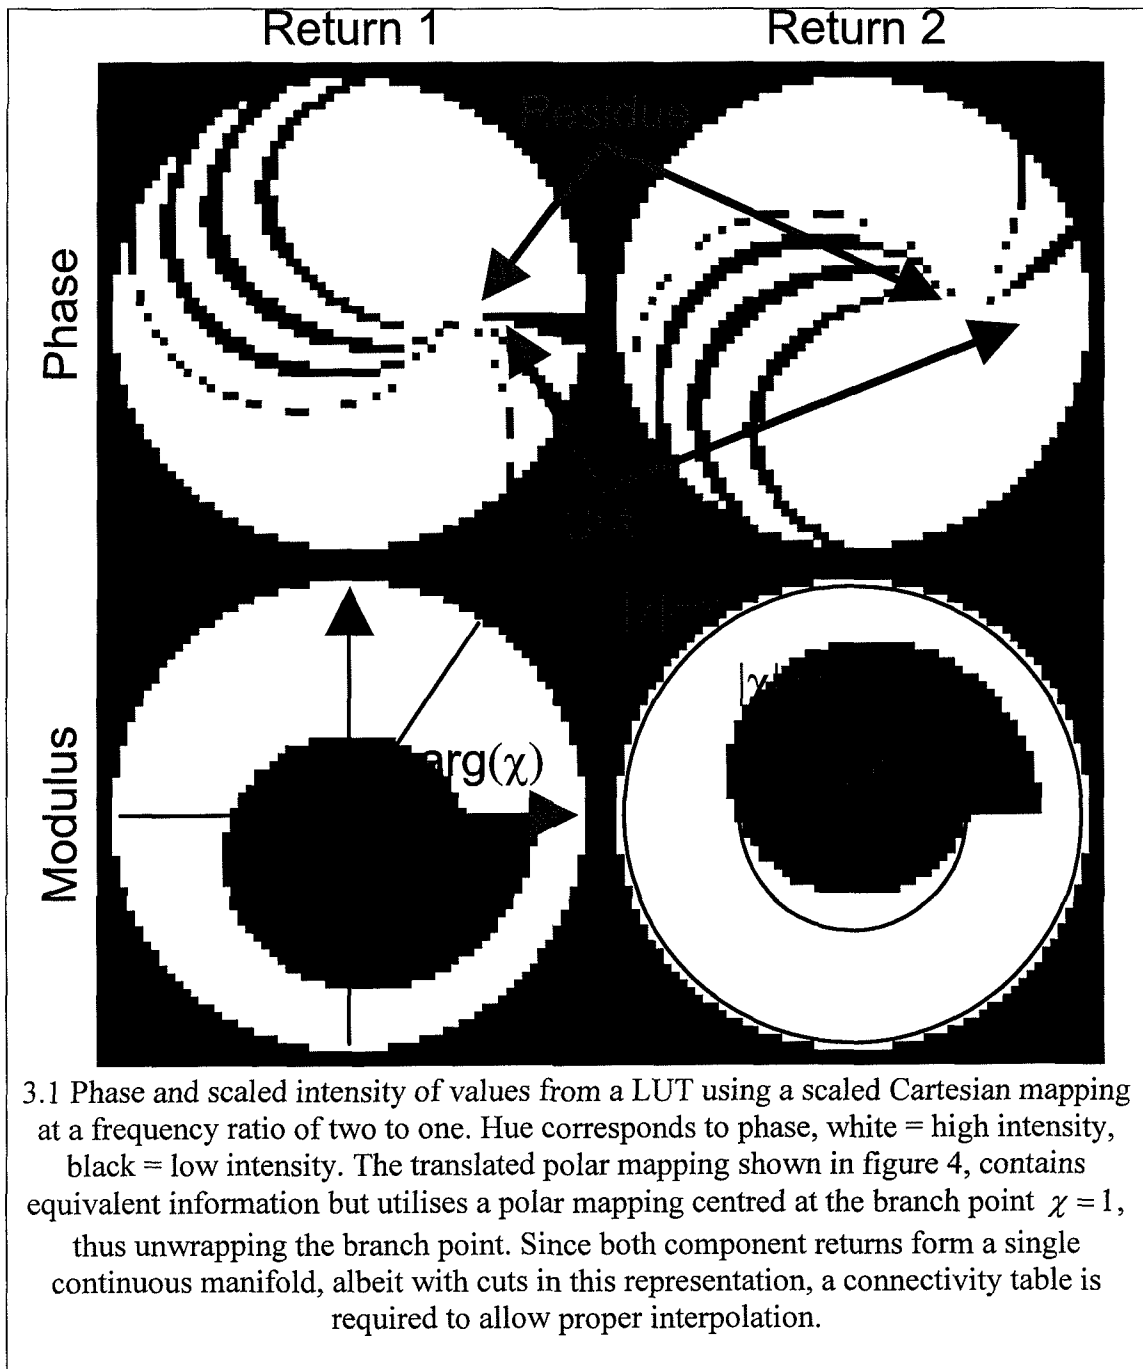 Return 1 Return 2
Residue
Phase
cut
arg(χ)
|χ|
Modulus
3.1 Phase and scaled intensity of values from a LUT using a scaled Cartesian mapping
at a frequency ratio of two to one. Hue corresponds to phase, white = high intensity,
black = low intensity. The translated polar mapping shown in figure 4, contains
equivalent information but utilises a polar mapping centred at the branch point χ = 1,
thus unwrapping the branch point. Since both component returns form a single
continuous manifold, albeit with cuts in this representation, a connectivity table is
required to allow proper interpolation.